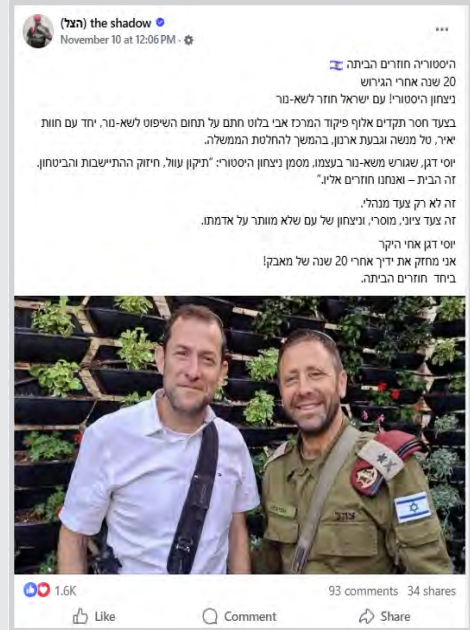 (הצל) the shadow
November 10 at 12:06 PM ·
היסטוריה חוזרים הביתה 🇮🇱
20 שנה אחרי הגירוש
ניצחון היסטורי! עם ישראל חוזר לשא-נור
בצעד חסר תקדים אלוף פיקוד המרכז אבי בלוט חתם על תחום השיפוט לשא-נור, יחד עם חוות
יאיר, טל מנשה וגבעת ארנון, בהמשך להחלטת הממשלה.
יוסי דגן, שגורש משא-נור בעצמו, מסמן ניצחון היסטורי: "תיקון עוול, חיזוק ההתיישבות והביטחון.
זה הבית – ואנחנו חוזרים אליו."
זה לא רק צעד מנהלי.
זה צעד ציוני, מוסרי, וניצחון של עם שלא מוותר על אדמתו.
יוסי דגן אחי היקר
אני מחזק את ידיך אחרי 20 שנה של מאבק!
ביחד חוזרים הביתה.
צהל
1.6K
93 comments 34 shares
Like Comment Share